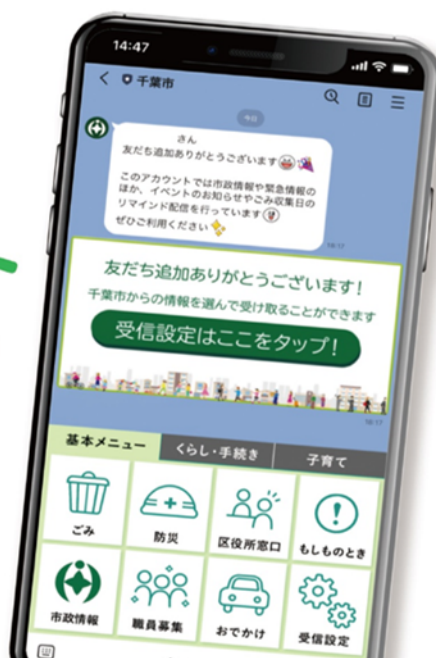 14:47
千葉市
今日
さん
友だち追加ありがとうございます
このアカウントでは市政情報や緊急情報の
ほか、イベントのお知らせやごみ収集日の
リマインド配信を行っています
ぜひご利用ください
18:17
友だち追加ありがとうございます!
千葉市からの情報を選んで受け取ることができます
受信設定はここをタップ!
18:17
基本メニュー くらし・手続き 子育て
ごみ 防災 区役所窓口 もしものとき
市政情報 職員募集 おでかけ 受信設定